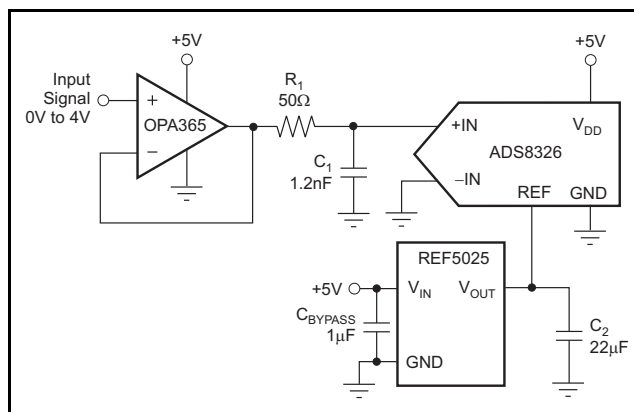 +5V
Input
Signal
0V to 4V
+
OPA365
−
R1
50Ω
C1
1.2nF
+5V
+IN
VDD
ADS8326
−IN
REF
GND
REF5025
+5V
VIN
VOUT
CBYPASS
1μF
GND
C2
22μF